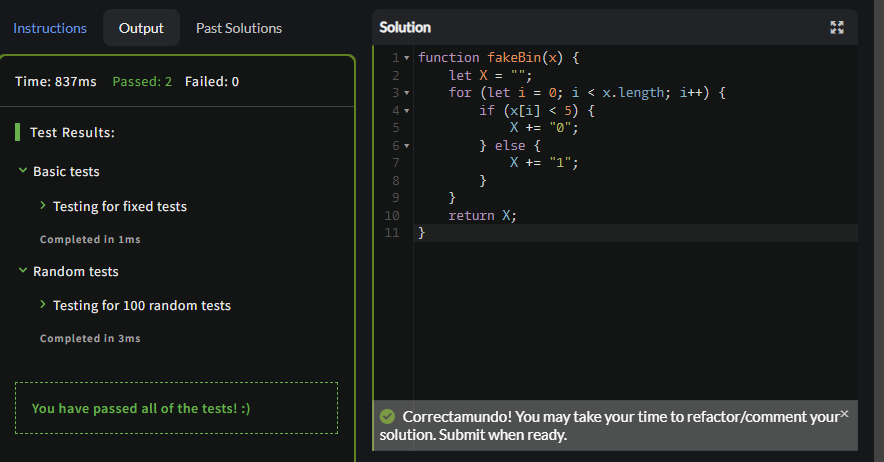 Instructions Output Past Solutions
Time: 837ms Passed: 2 Failed: 0
Test Results:
Basic tests
Testing for fixed tests
Completed in 1ms
Random tests
Testing for 100 random tests
Completed in 3ms
You have passed all of the tests! :)
Solution
1 function fakeBin(x) {
2 let X = "";
3 for (let i = 0; i < x.length; i++) {
4 if (x[i] < 5) {
5 X += "0";
6 } else {
7 X += "1";
8 }
9 }
10 return X;
11 }
Correctamundo! You may take your time to refactor/comment your
solution. Submit when ready.